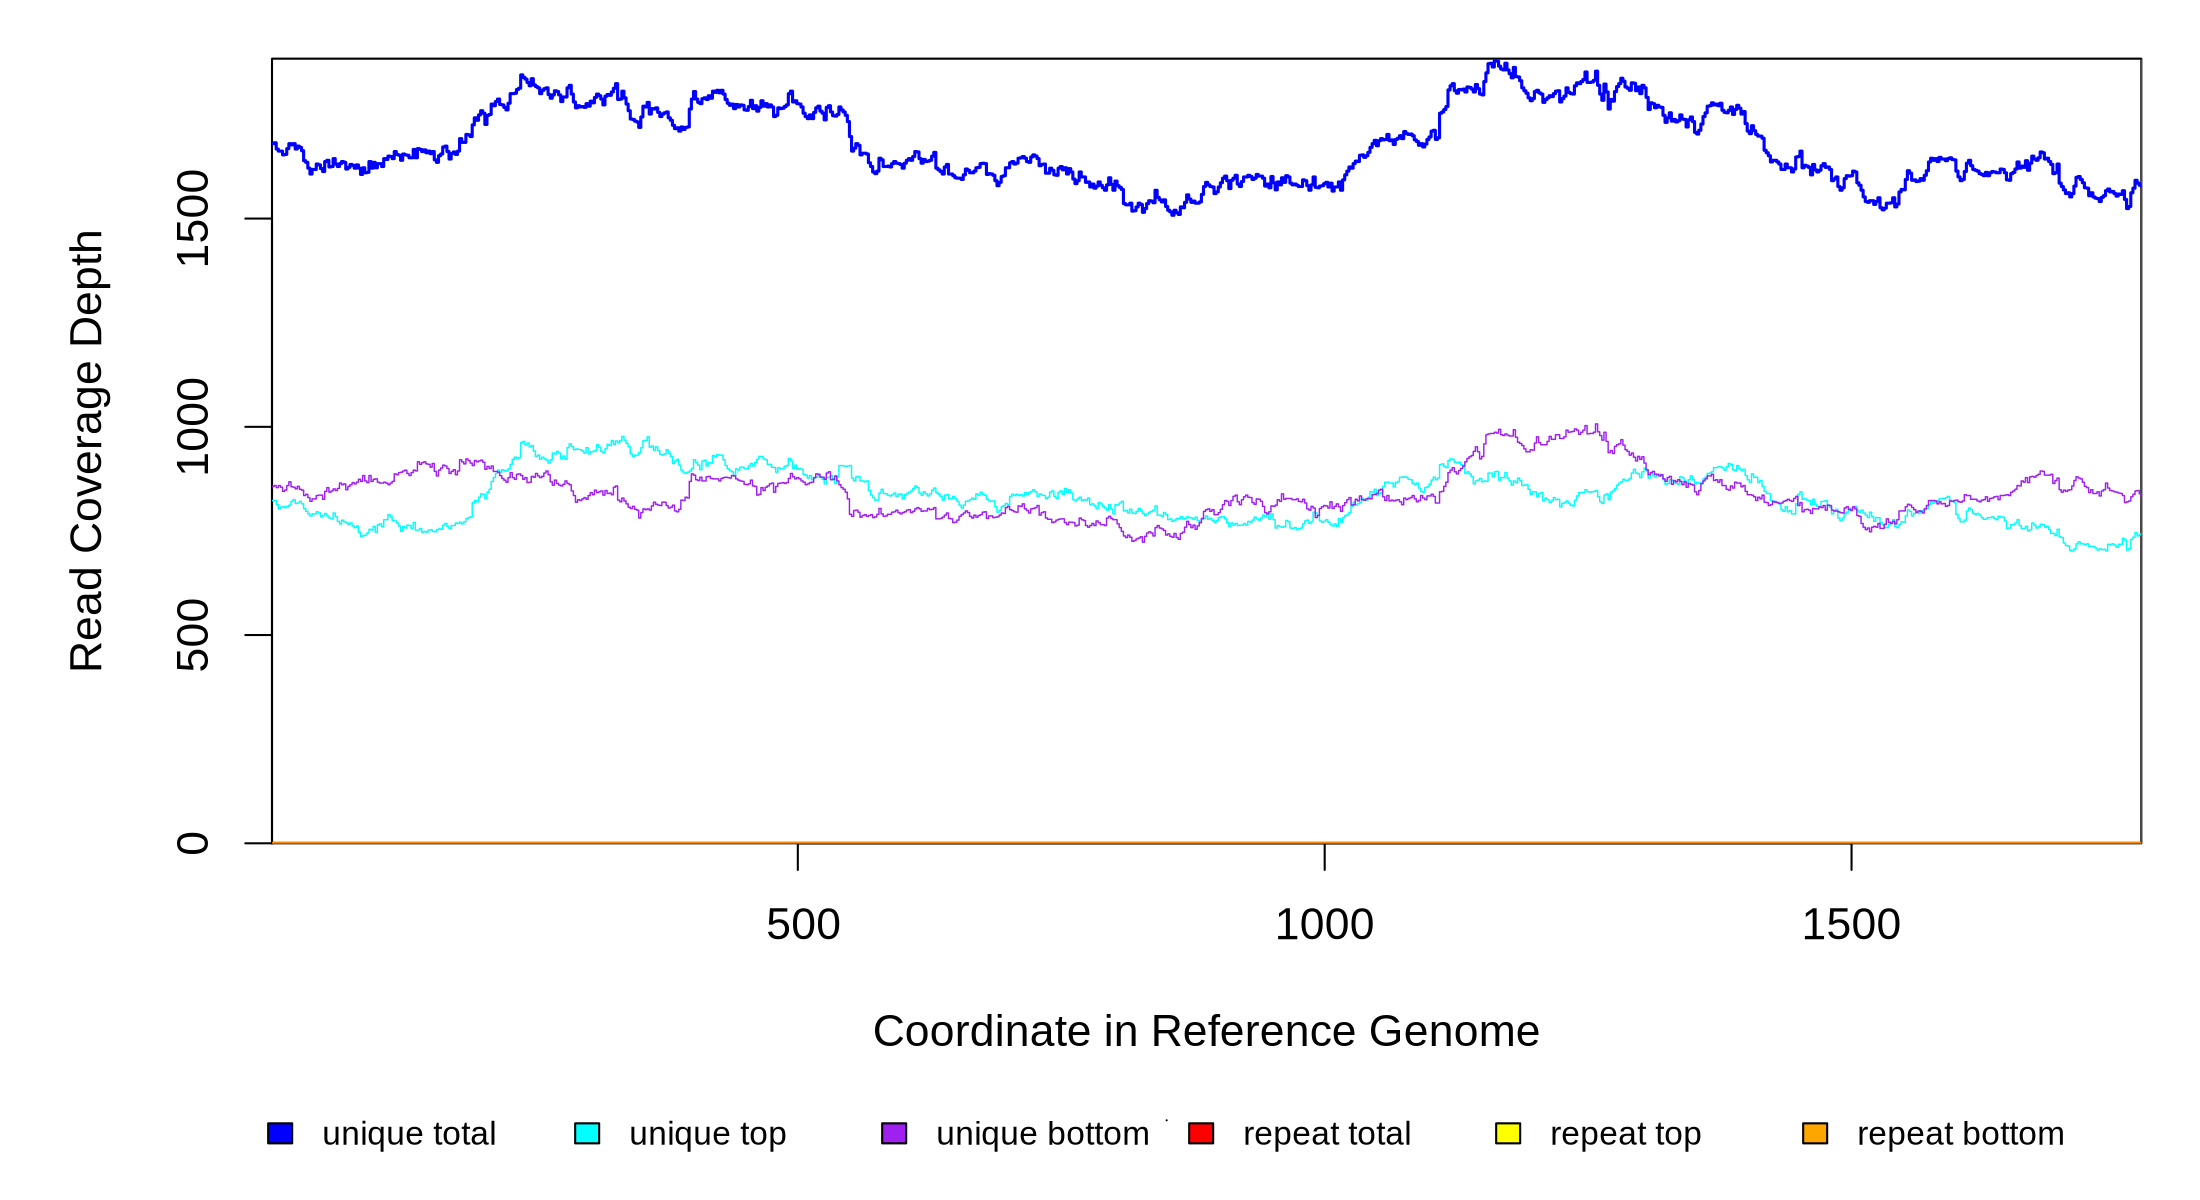 Read Coverage Depth
1500
1000
500
0
500 1000 1500
Coordinate in Reference Genome
unique total unique top unique bottom repeat total repeat top repeat bottom